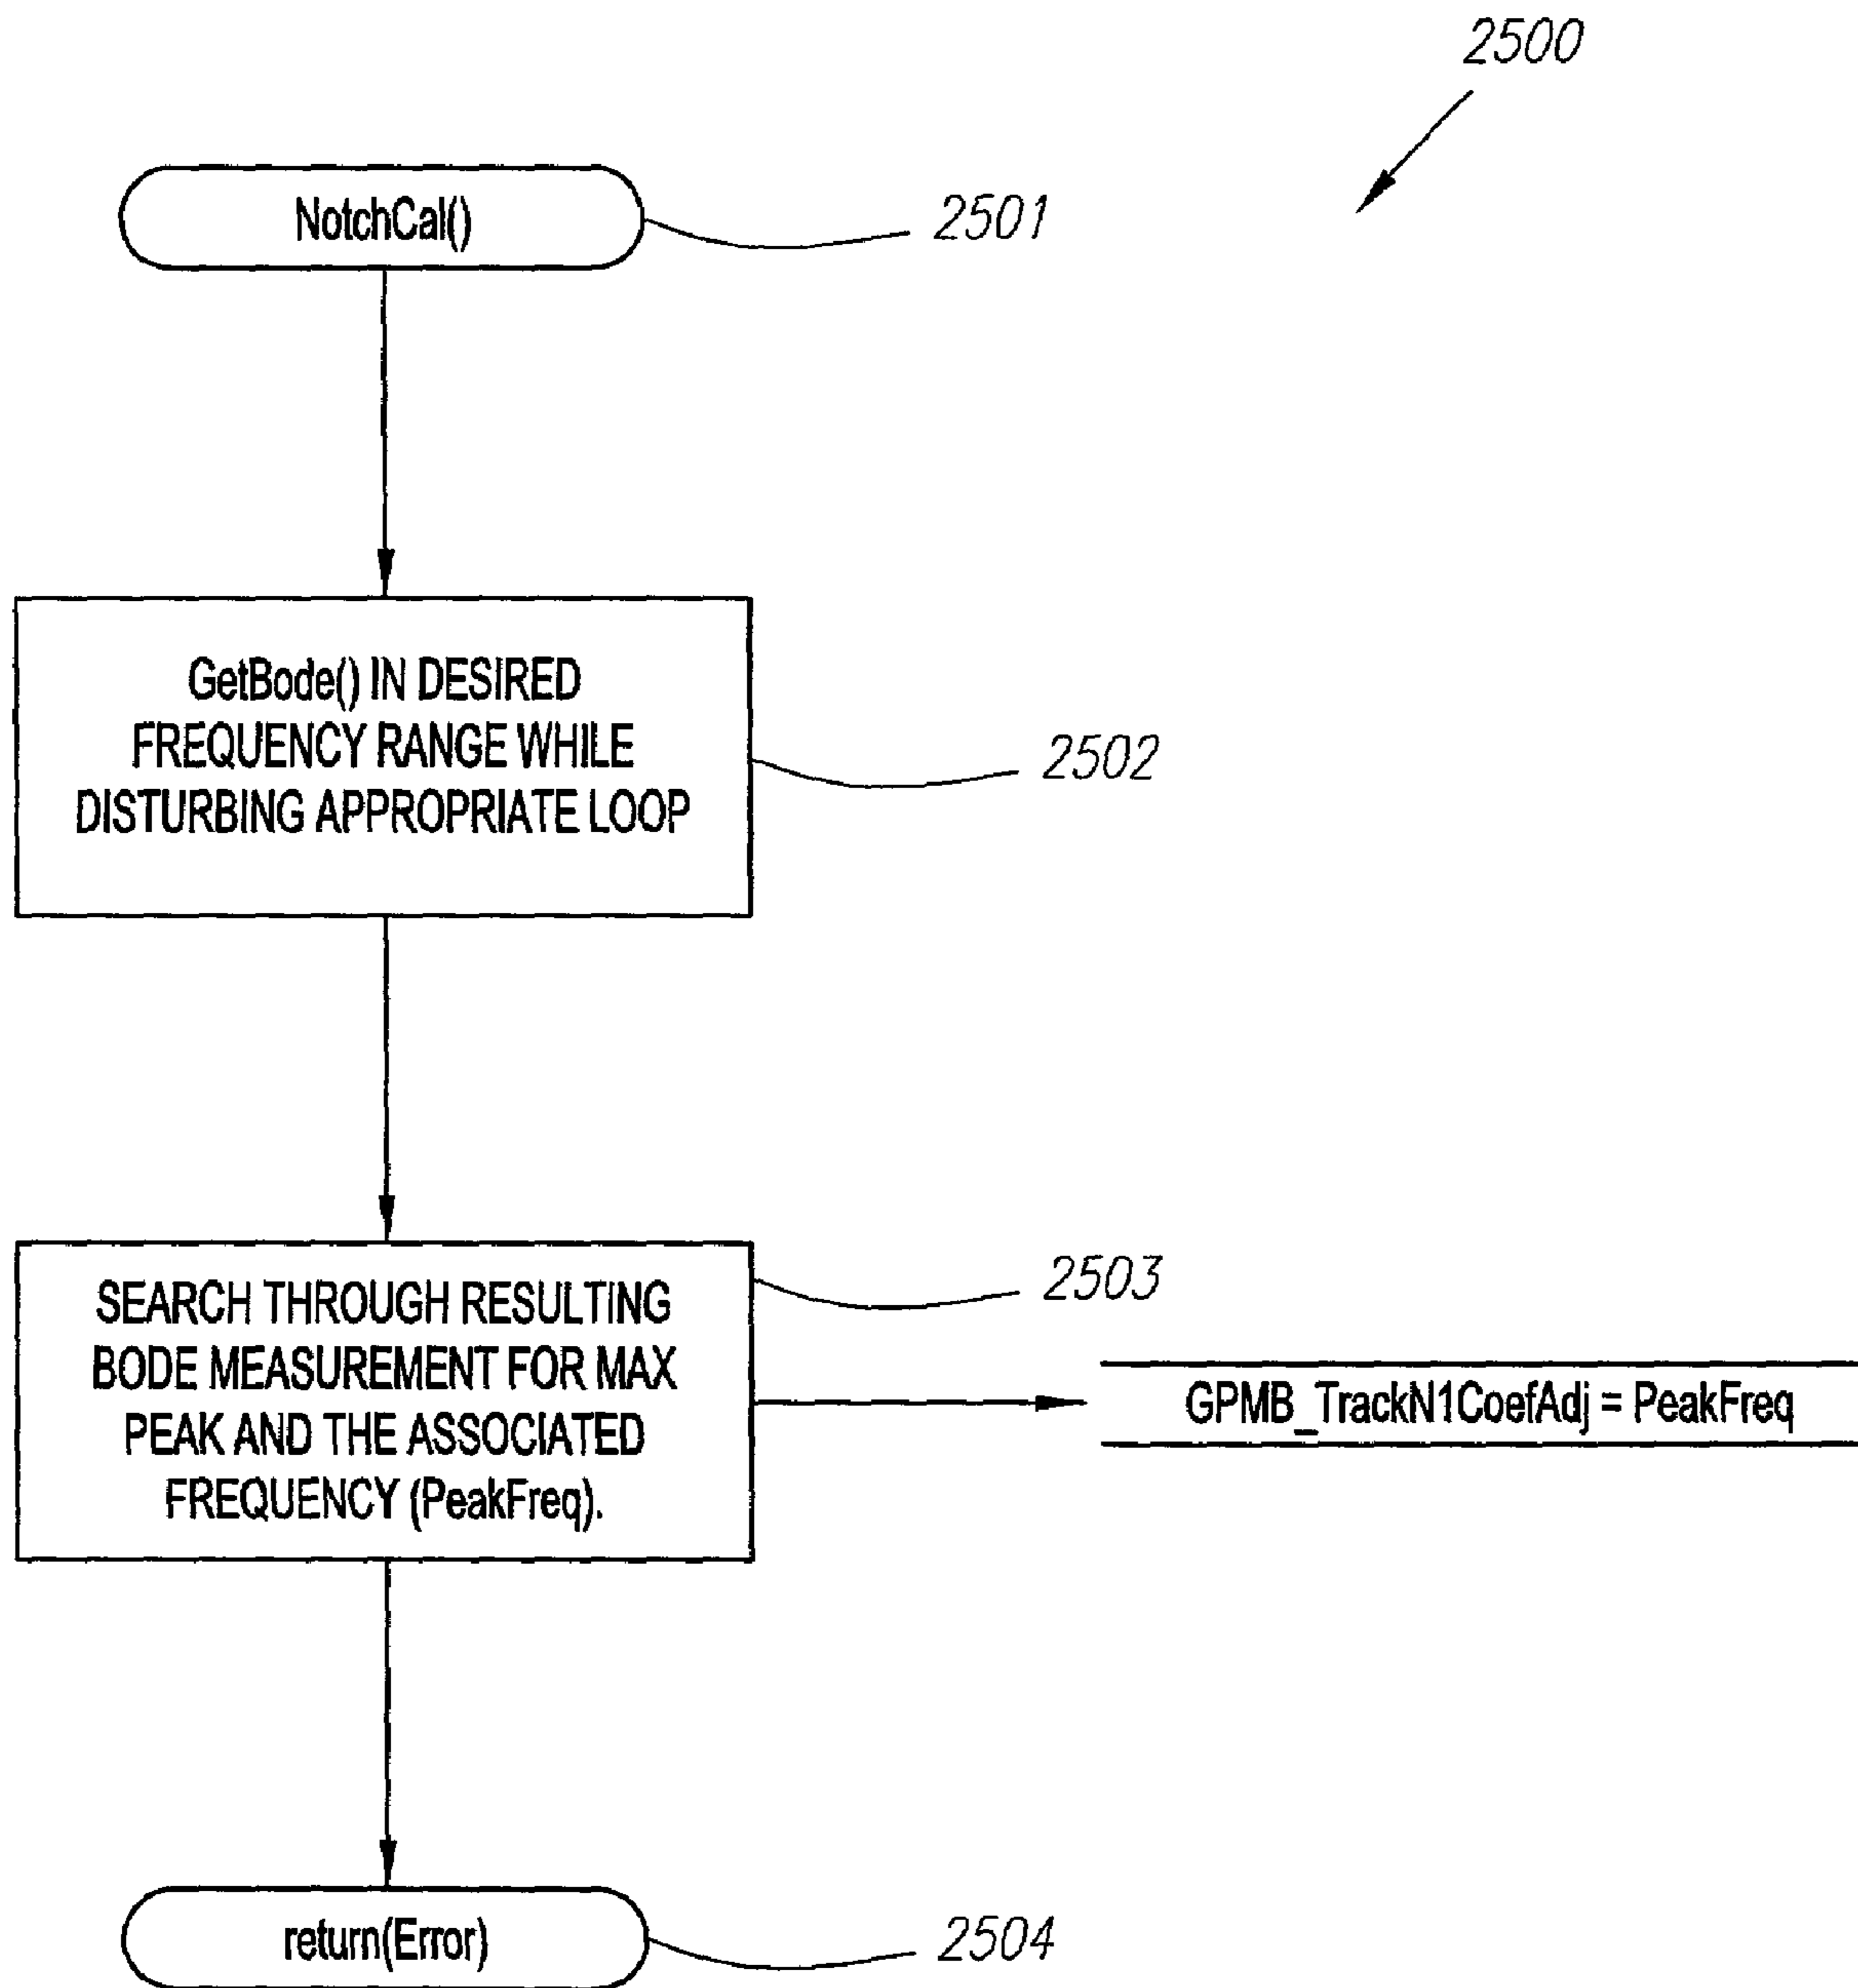 2500
NotchCal()
2501
GetBode() IN DESIRED
FREQUENCY RANGE WHILE
DISTURBING APPROPRIATE LOOP
2502
SEARCH THROUGH RESULTING
BODE MEASUREMENT FOR MAX
PEAK AND THE ASSOCIATED
FREQUENCY (PeakFreq).
2503
GPMB_TrackN1CoefAdj = PeakFreq
return(Error)
2504